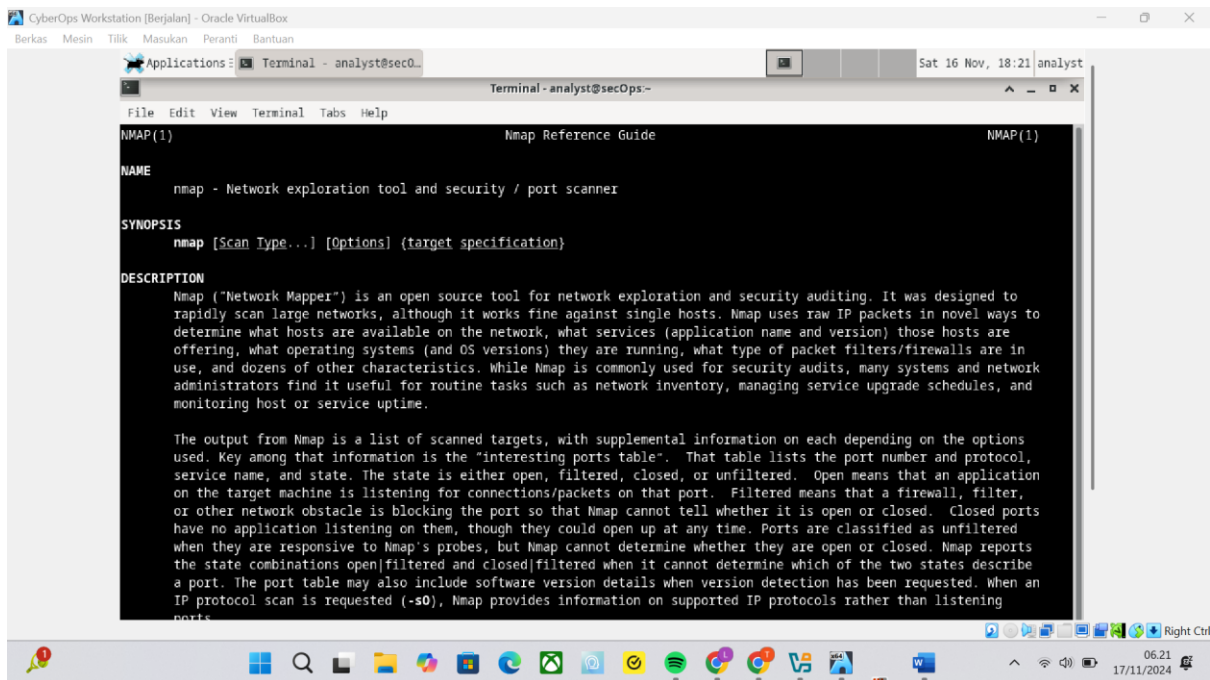 CyberOps Workstation [Berjalan] - Oracle VirtualBox
Berkas Mesin Tilik Masukan Peranti Bantuan
Applications Terminal - analyst@secO… Sat 16 Nov, 18:21 analyst
Terminal - analyst@secOps:~
File Edit View Terminal Tabs Help
NMAP(1) Nmap Reference Guide NMAP(1)
NAME
nmap - Network exploration tool and security / port scanner
SYNOPSIS
nmap [Scan Type...] [Options] {target specification}
DESCRIPTION
Nmap ("Network Mapper") is an open source tool for network exploration and security auditing. It was designed to
rapidly scan large networks, although it works fine against single hosts. Nmap uses raw IP packets in novel ways to
determine what hosts are available on the network, what services (application name and version) those hosts are
offering, what operating systems (and OS versions) they are running, what type of packet filters/firewalls are in
use, and dozens of other characteristics. While Nmap is commonly used for security audits, many systems and network
administrators find it useful for routine tasks such as network inventory, managing service upgrade schedules, and
monitoring host or service uptime.
The output from Nmap is a list of scanned targets, with supplemental information on each depending on the options
used. Key among that information is the "interesting ports table". That table lists the port number and protocol,
service name, and state. The state is either open, filtered, closed, or unfiltered. Open means that an application
on the target machine is listening for connections/packets on that port. Filtered means that a firewall, filter,
or other network obstacle is blocking the port so that Nmap cannot tell whether it is open or closed. Closed ports
have no application listening on them, though they could open up at any time. Ports are classified as unfiltered
when they are responsive to Nmap's probes, but Nmap cannot determine whether they are open or closed. Nmap reports
the state combinations open|filtered and closed|filtered when it cannot determine which of the two states describe
a port. The port table may also include software version details when version detection has been requested. When an
IP protocol scan is requested (-sO), Nmap provides information on supported IP protocols rather than listening
ports
Right Ctrl
06.21
17/11/2024